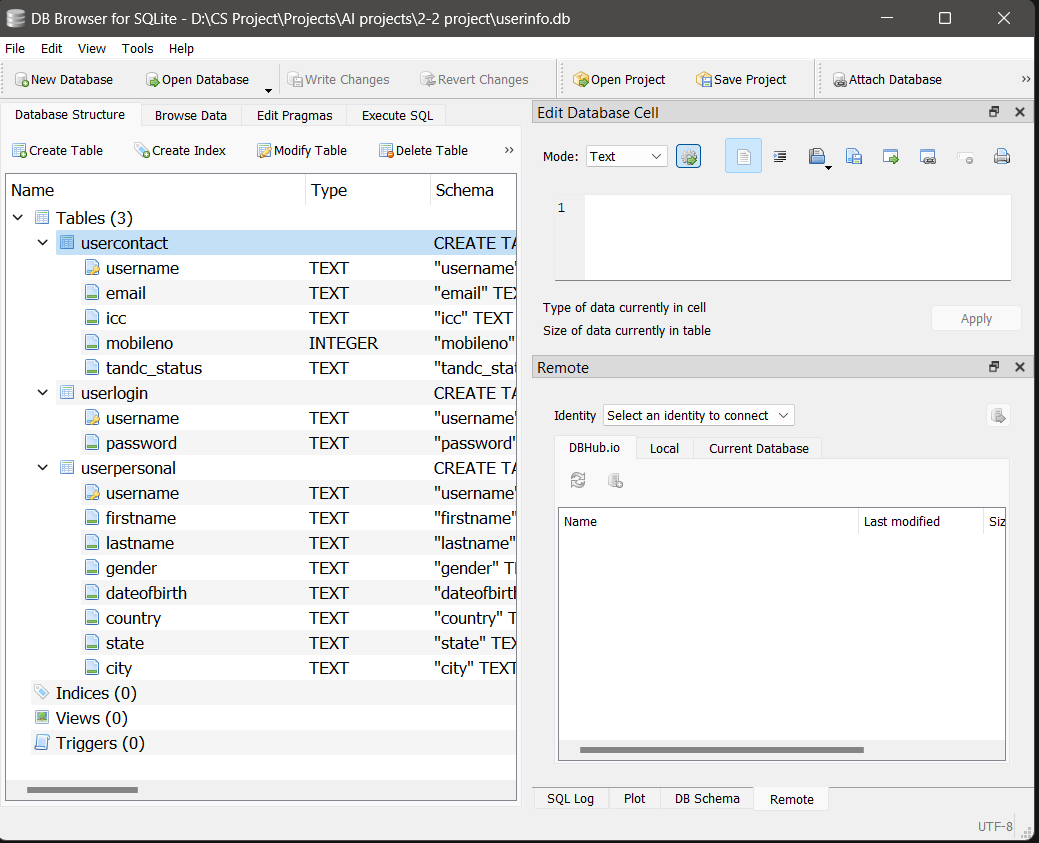 DB Browser for SQLite - D:\CS Project\Projects\AI projects\2-2 project\userinfo.db
File Edit View Tools Help
New Database Open Database Write Changes Revert Changes Open Project Save Project Attach Database »
Database Structure Browse Data Edit Pragmas Execute SQL
Create Table Create Index Modify Table Delete Table »
Name Type Schema
Tables (3)
usercontact CREATE TA
username TEXT "username"
email TEXT "email" TEX
icc TEXT "icc" TEXT
mobileno INTEGER "mobileno"
tandc_status TEXT "tandc_stat
userlogin CREATE TA
username TEXT "username"
password TEXT "password"
userpersonal CREATE TA
username TEXT "username"
firstname TEXT "firstname"
lastname TEXT "lastname"
gender TEXT "gender" TE
dateofbirth TEXT "dateofbirth
country TEXT "country" T
state TEXT "state" TEX
city TEXT "city" TEXT
Indices (0)
Views (0)
Triggers (0)
Edit Database Cell
Mode: Text
1
Type of data currently in cell
Size of data currently in table
Apply
Remote
Identity Select an identity to connect
DBHub.io Local Current Database
Name Last modified Siz
SQL Log Plot DB Schema Remote
UTF-8